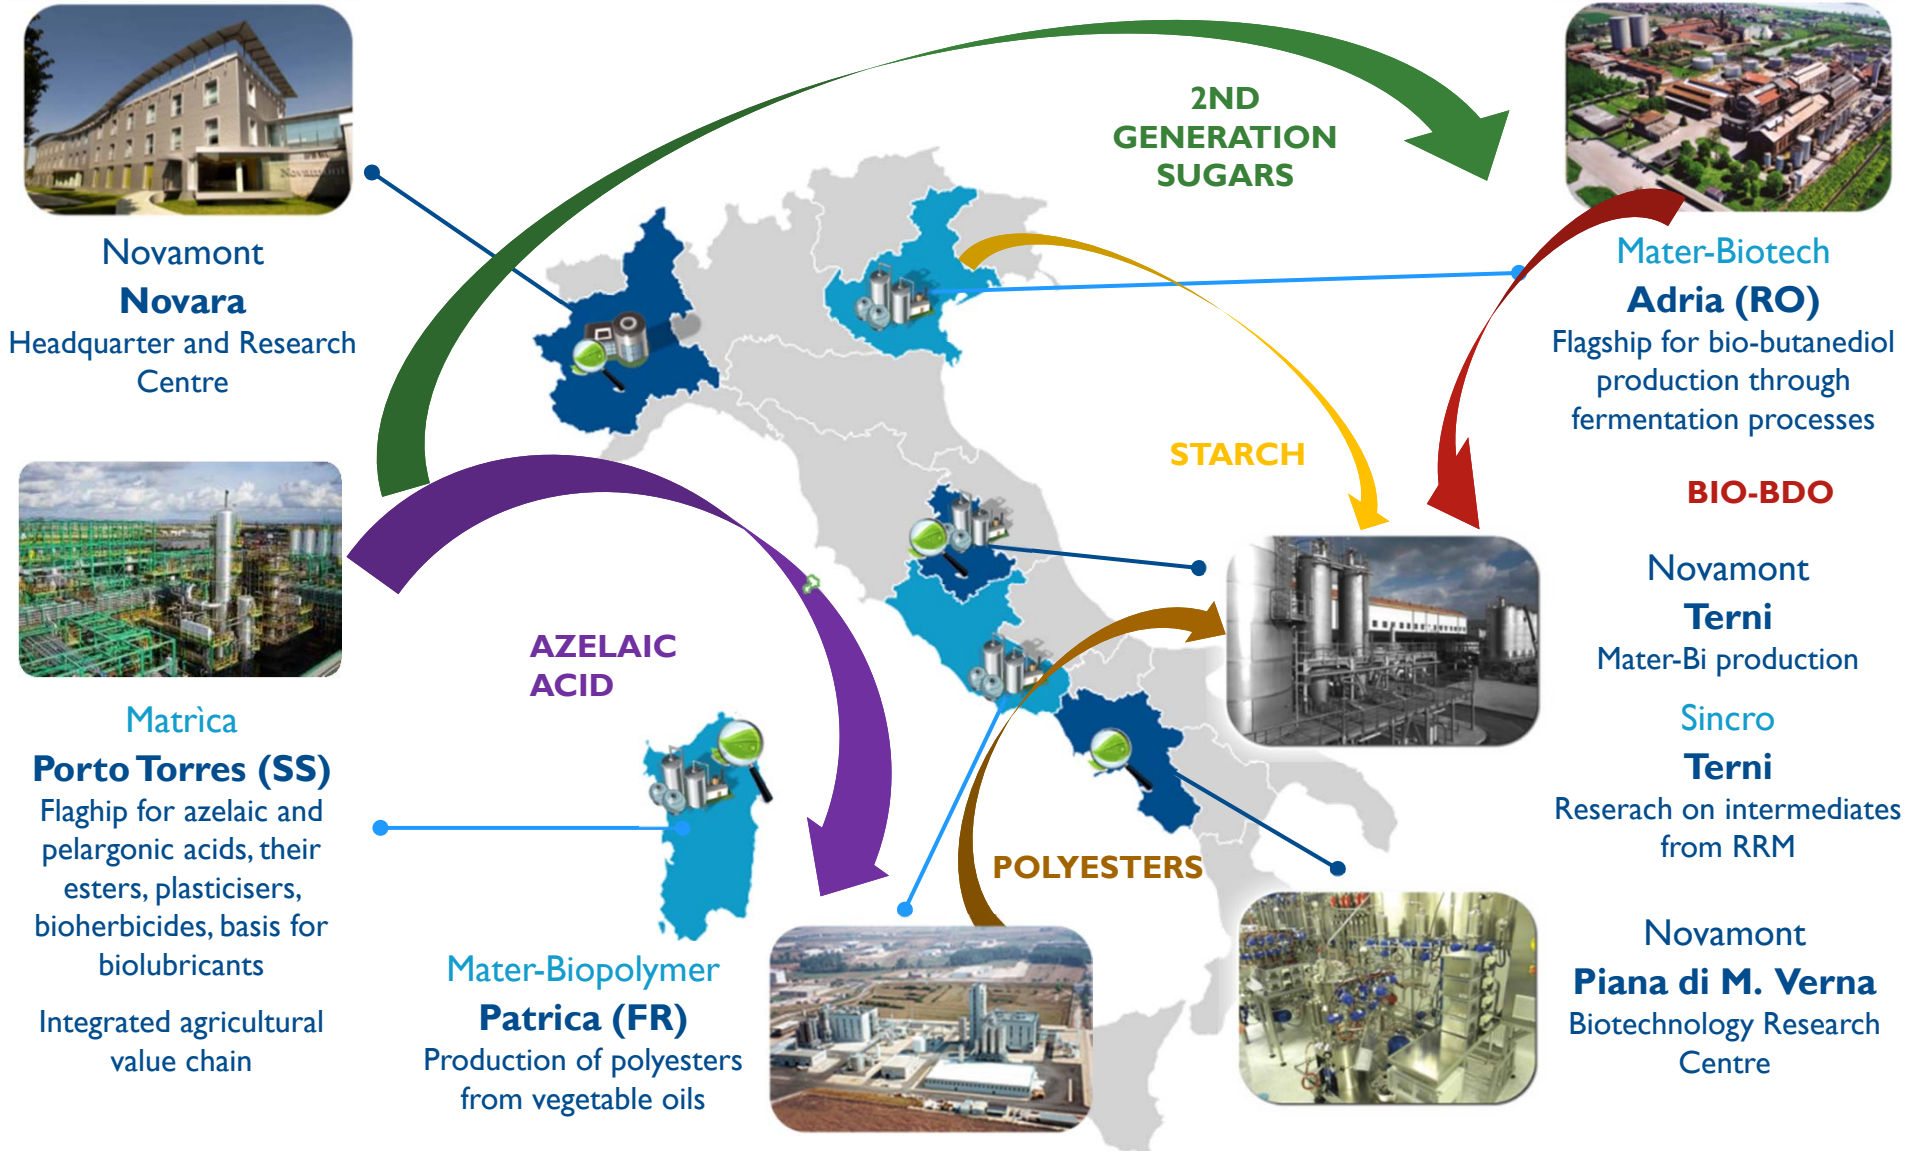 Novamont
Novara
Headquarter and Research
Centre
Matrìca
Porto Torres (SS)
Flaghip for azelaic and
pelargonic acids, their
esters, plasticisers,
bioherbicides, basis for
biolubricants
Integrated agricultural
value chain
2ND
GENERATION
SUGARS
STARCH
AZELAIC
ACID
POLYESTERS
Mater-Biopolymer
Patrica (FR)
Production of polyesters
from vegetable oils
Mater-Biotech
Adria (RO)
Flagship for bio-butanediol
production through
fermentation processes
BIO-BDO
Novamont
Terni
Mater-Bi production
Sincro
Terni
Reserach on intermediates
from RRM
Novamont
Piana di M. Verna
Biotechnology Research
Centre
Novamont